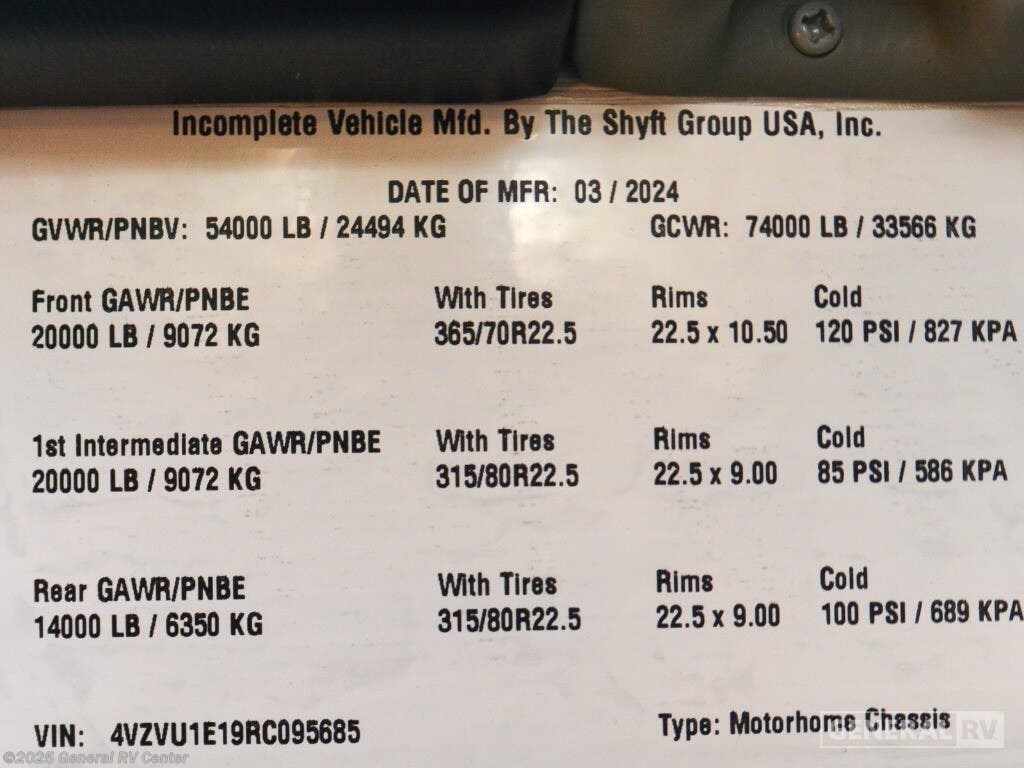 Incomplete Vehicle Mfd. By The Shyft Group USA, Inc.
DATE OF MFR: 03 / 2024
GVWR/PNBV: 54000 LB / 24494 KG GCWR: 74000 LB / 33566 KG
Front GAWR/PNBE With Tires Rims Cold
20000 LB / 9072 KG 365/70R22.5 22.5 x 10.50 120 PSI / 827 KPA
1st Intermediate GAWR/PNBE With Tires Rims Cold
20000 LB / 9072 KG 315/80R22.5 22.5 x 9.00 85 PSI / 586 KPA
Rear GAWR/PNBE With Tires Rims Cold
14000 LB / 6350 KG 315/80R22.5 22.5 x 9.00 100 PSI / 689 KPA
VIN: 4VZVU1E19RC095685 Type: Motorhome Chassis
GENERAL RV
©2025 General RV Center